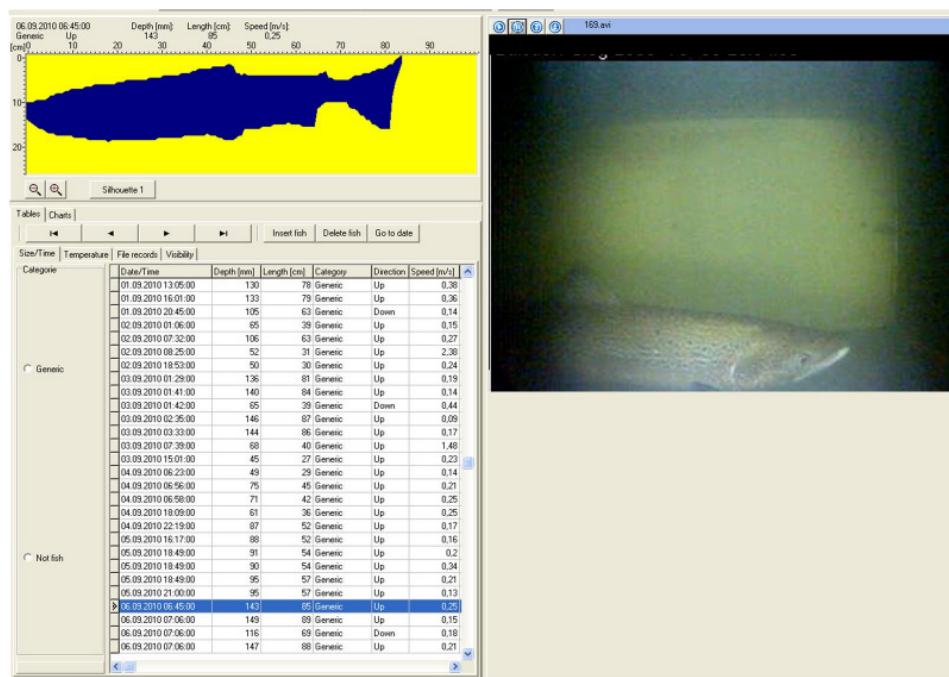 06.09.2010 06:45:00 Depth [mm]: Length [cm]: Speed [m/s]:
Generic Up 143 85 0,25
[cm] 0 10 20 30 40 50 60 70 80 90
0
10
20
Silhouette 1
169.avi
Tables Charts
Insert fish Delete fish Go to date
Size/Time Temperature File records Visibility
Categorie
Generic
Not fish
Date/Time Depth [mm] Length [cm] Category Direction Speed [m/s]
01.09.2010 13:05:00 130 78 Generic Up 0,38
01.09.2010 16:01:00 133 79 Generic Up 0,36
01.09.2010 20:45:00 105 63 Generic Down 0,14
02.09.2010 01:06:00 65 39 Generic Up 0,15
02.09.2010 07:32:00 106 63 Generic Up 0,27
02.09.2010 08:25:00 52 31 Generic Up 2,38
02.09.2010 18:53:00 50 30 Generic Up 0,24
03.09.2010 01:29:00 136 81 Generic Up 0,19
03.09.2010 01:41:00 140 84 Generic Up 0,14
03.09.2010 01:42:00 65 39 Generic Down 0,44
03.09.2010 02:35:00 146 87 Generic Up 0,09
03.09.2010 03:33:00 144 86 Generic Up 0,17
03.09.2010 07:39:00 68 40 Generic Up 1,48
03.09.2010 15:01:00 45 27 Generic Up 0,23
04.09.2010 06:23:00 49 29 Generic Up 0,14
04.09.2010 06:56:00 75 45 Generic Up 0,21
04.09.2010 06:58:00 71 42 Generic Up 0,25
04.09.2010 18:09:00 61 36 Generic Up 0,25
04.09.2010 22:19:00 87 52 Generic Up 0,17
05.09.2010 16:17:00 88 52 Generic Up 0,16
05.09.2010 18:49:00 91 54 Generic Up 0,2
05.09.2010 18:49:00 90 54 Generic Up 0,34
05.09.2010 18:49:00 95 57 Generic Up 0,21
05.09.2010 21:00:00 95 57 Generic Up 0,13
06.09.2010 06:45:00 143 85 Generic Up 0,25
06.09.2010 07:06:00 149 89 Generic Up 0,15
06.09.2010 07:06:00 116 69 Generic Down 0,18
06.09.2010 07:06:00 147 88 Generic Up 0,21